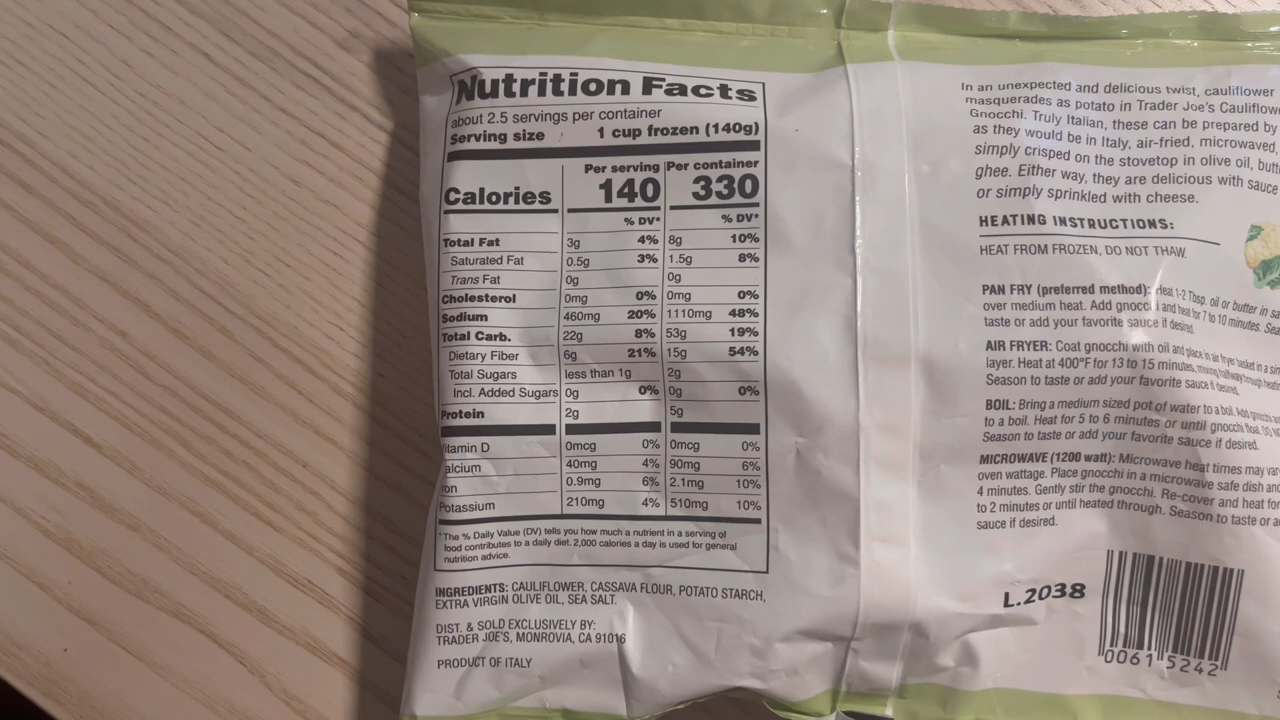 Nutrition Facts
about 2.5 servings per container
Serving size 1 cup frozen (140g)
Per serving Per container
Calories 140 330
% DV* % DV*
Total Fat 3g 4% 8g 10%
Saturated Fat 0.5g 3% 1.5g 8%
Trans Fat 0g 0g
Cholesterol 0mg 0% 0mg 0%
Sodium 460mg 20% 1110mg 48%
Total Carb. 22g 8% 53g 19%
Dietary Fiber 6g 21% 15g 54%
Total Sugars less than 1g 2g
Incl. Added Sugars 0g 0% 0g 0%
Protein 2g 5g
itamin D 0mcg 0% 0mcg 0%
alcium 40mg 4% 90mg 6%
on 0.9mg 6% 2.1mg 10%
Potassium 210mg 4% 510mg 10%
*The % Daily Value (DV) tells you how much a nutrient in a serving of
food contributes to a daily diet. 2,000 calories a day is used for general
nutrition advice.
INGREDIENTS: CAULIFLOWER, CASSAVA FLOUR, POTATO STARCH,
EXTRA VIRGIN OLIVE OIL, SEA SALT.
DIST. & SOLD EXCLUSIVELY BY:
TRADER JOE'S, MONROVIA, CA 91016
PRODUCT OF ITALY
In an unexpected and delicious twist, cauliflower
masquerades as potato in Trader Joe's Cauliflow
Gnocchi. Truly Italian, these can be prepared by
as they would be in Italy, air-fried, microwaved,
simply crisped on the stovetop in olive oil, butt
ghee. Either way, they are delicious with sauce
or simply sprinkled with cheese.
HEATING INSTRUCTIONS:
HEAT FROM FROZEN, DO NOT THAW.
PAN FRY (preferred method): Heat 1-2 Tbsp. oil or butter in sa
over medium heat. Add gnocchi and heat for 7 to 10 minutes. Sea
taste or add your favorite sauce if desired.
AIR FRYER: Coat gnocchi with oil and place in air fryer basket in a sin
layer. Heat at 400°F for 13 to 15 minutes, mixing halfway through heati
Season to taste or add your favorite sauce if desired.
BOIL: Bring a medium sized pot of water to a boil. Add gnocchi an
to a boil. Heat for 5 to 6 minutes or until gnocchi float. DO NO
Season to taste or add your favorite sauce if desired.
MICROWAVE (1200 watt): Microwave heat times may var
oven wattage. Place gnocchi in a microwave safe dish and
4 minutes. Gently stir the gnocchi. Re-cover and heat for
to 2 minutes or until heated through. Season to taste or a
sauce if desired.
L.2038
0061 5242